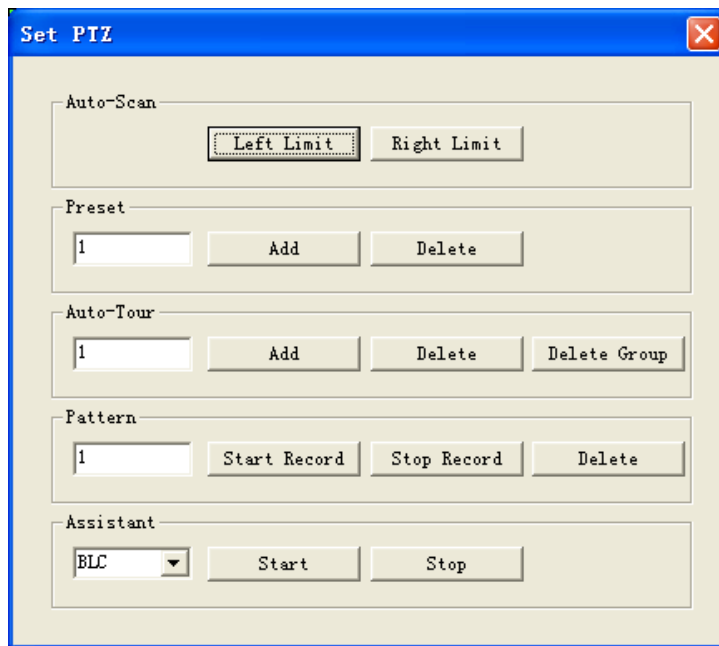 Set PTZ
Auto-Scan
Left Limit Right Limit
Preset
1 Add Delete
Auto-Tour
1 Add Delete Delete Group
Pattern
1 Start Record Stop Record Delete
Assistant
BLC Start Stop